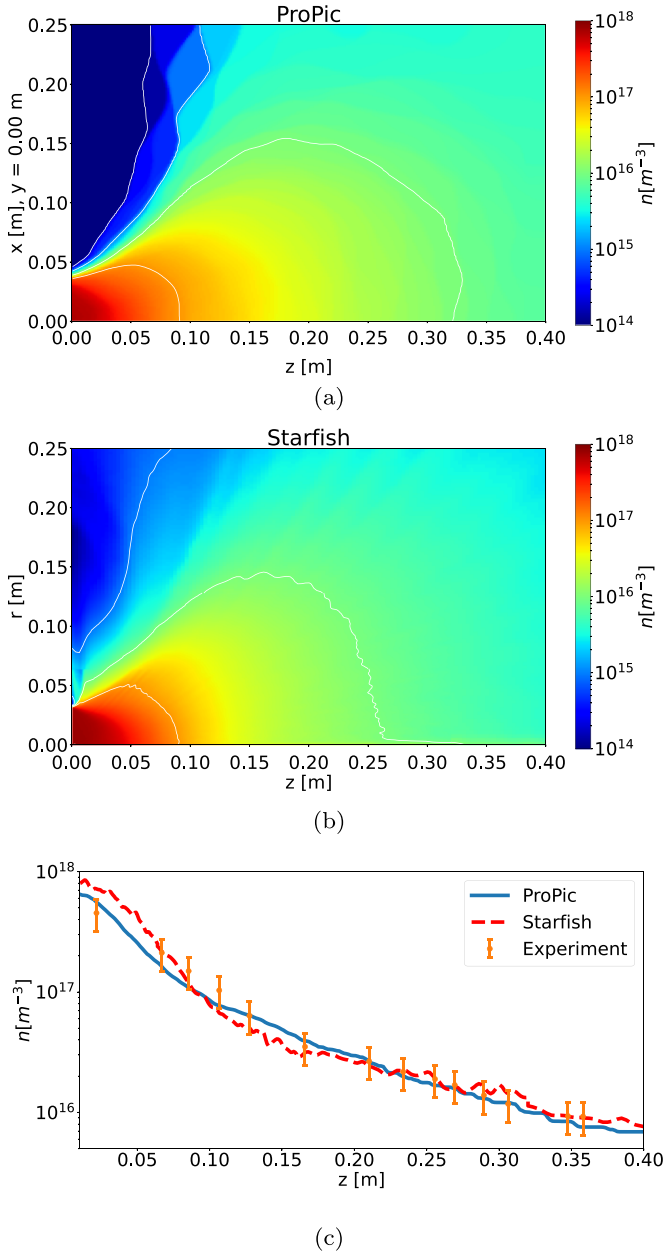 ProPic
x [m], y = 0.00 m
0.25
0.20
0.15
0.10
0.05
0.00
0.00 0.05 0.10 0.15 0.20 0.25 0.30 0.35 0.40
z [m]
10^18
10^17
10^16
10^15
10^14
n[m^−3]
(a)
Starfish
r [m]
0.25
0.20
0.15
0.10
0.05
0.00
0.00 0.05 0.10 0.15 0.20 0.25 0.30 0.35 0.40
z [m]
10^18
10^17
10^16
10^15
10^14
n[m^−3]
(b)
n[m^−3]
10^18
10^17
10^16
ProPic
Starfish
Experiment
0.05 0.10 0.15 0.20 0.25 0.30 0.35 0.40
z [m]
(c)